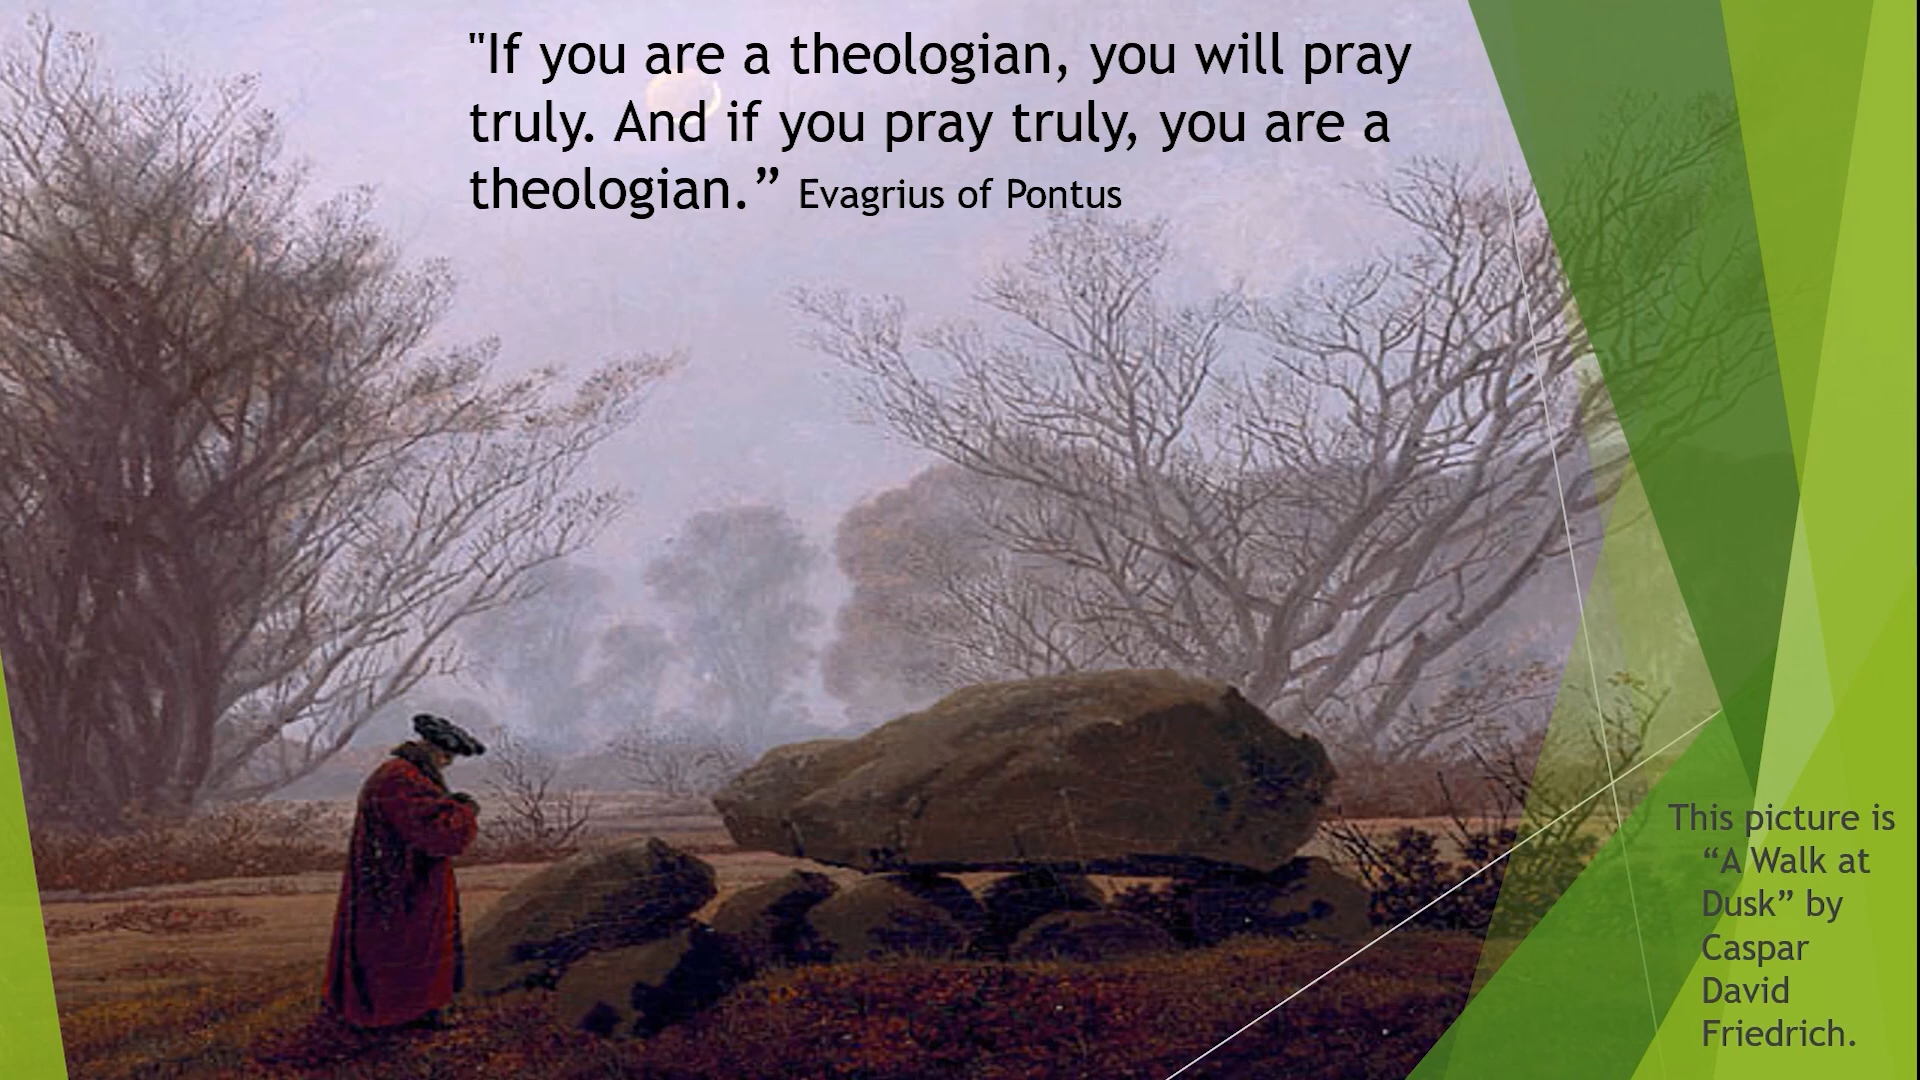 "If you are a theologian, you will pray
truly. And if you pray truly, you are a
theologian.” Evagrius of Pontus
This picture is
“A Walk at
Dusk” by
Caspar
David
Friedrich.